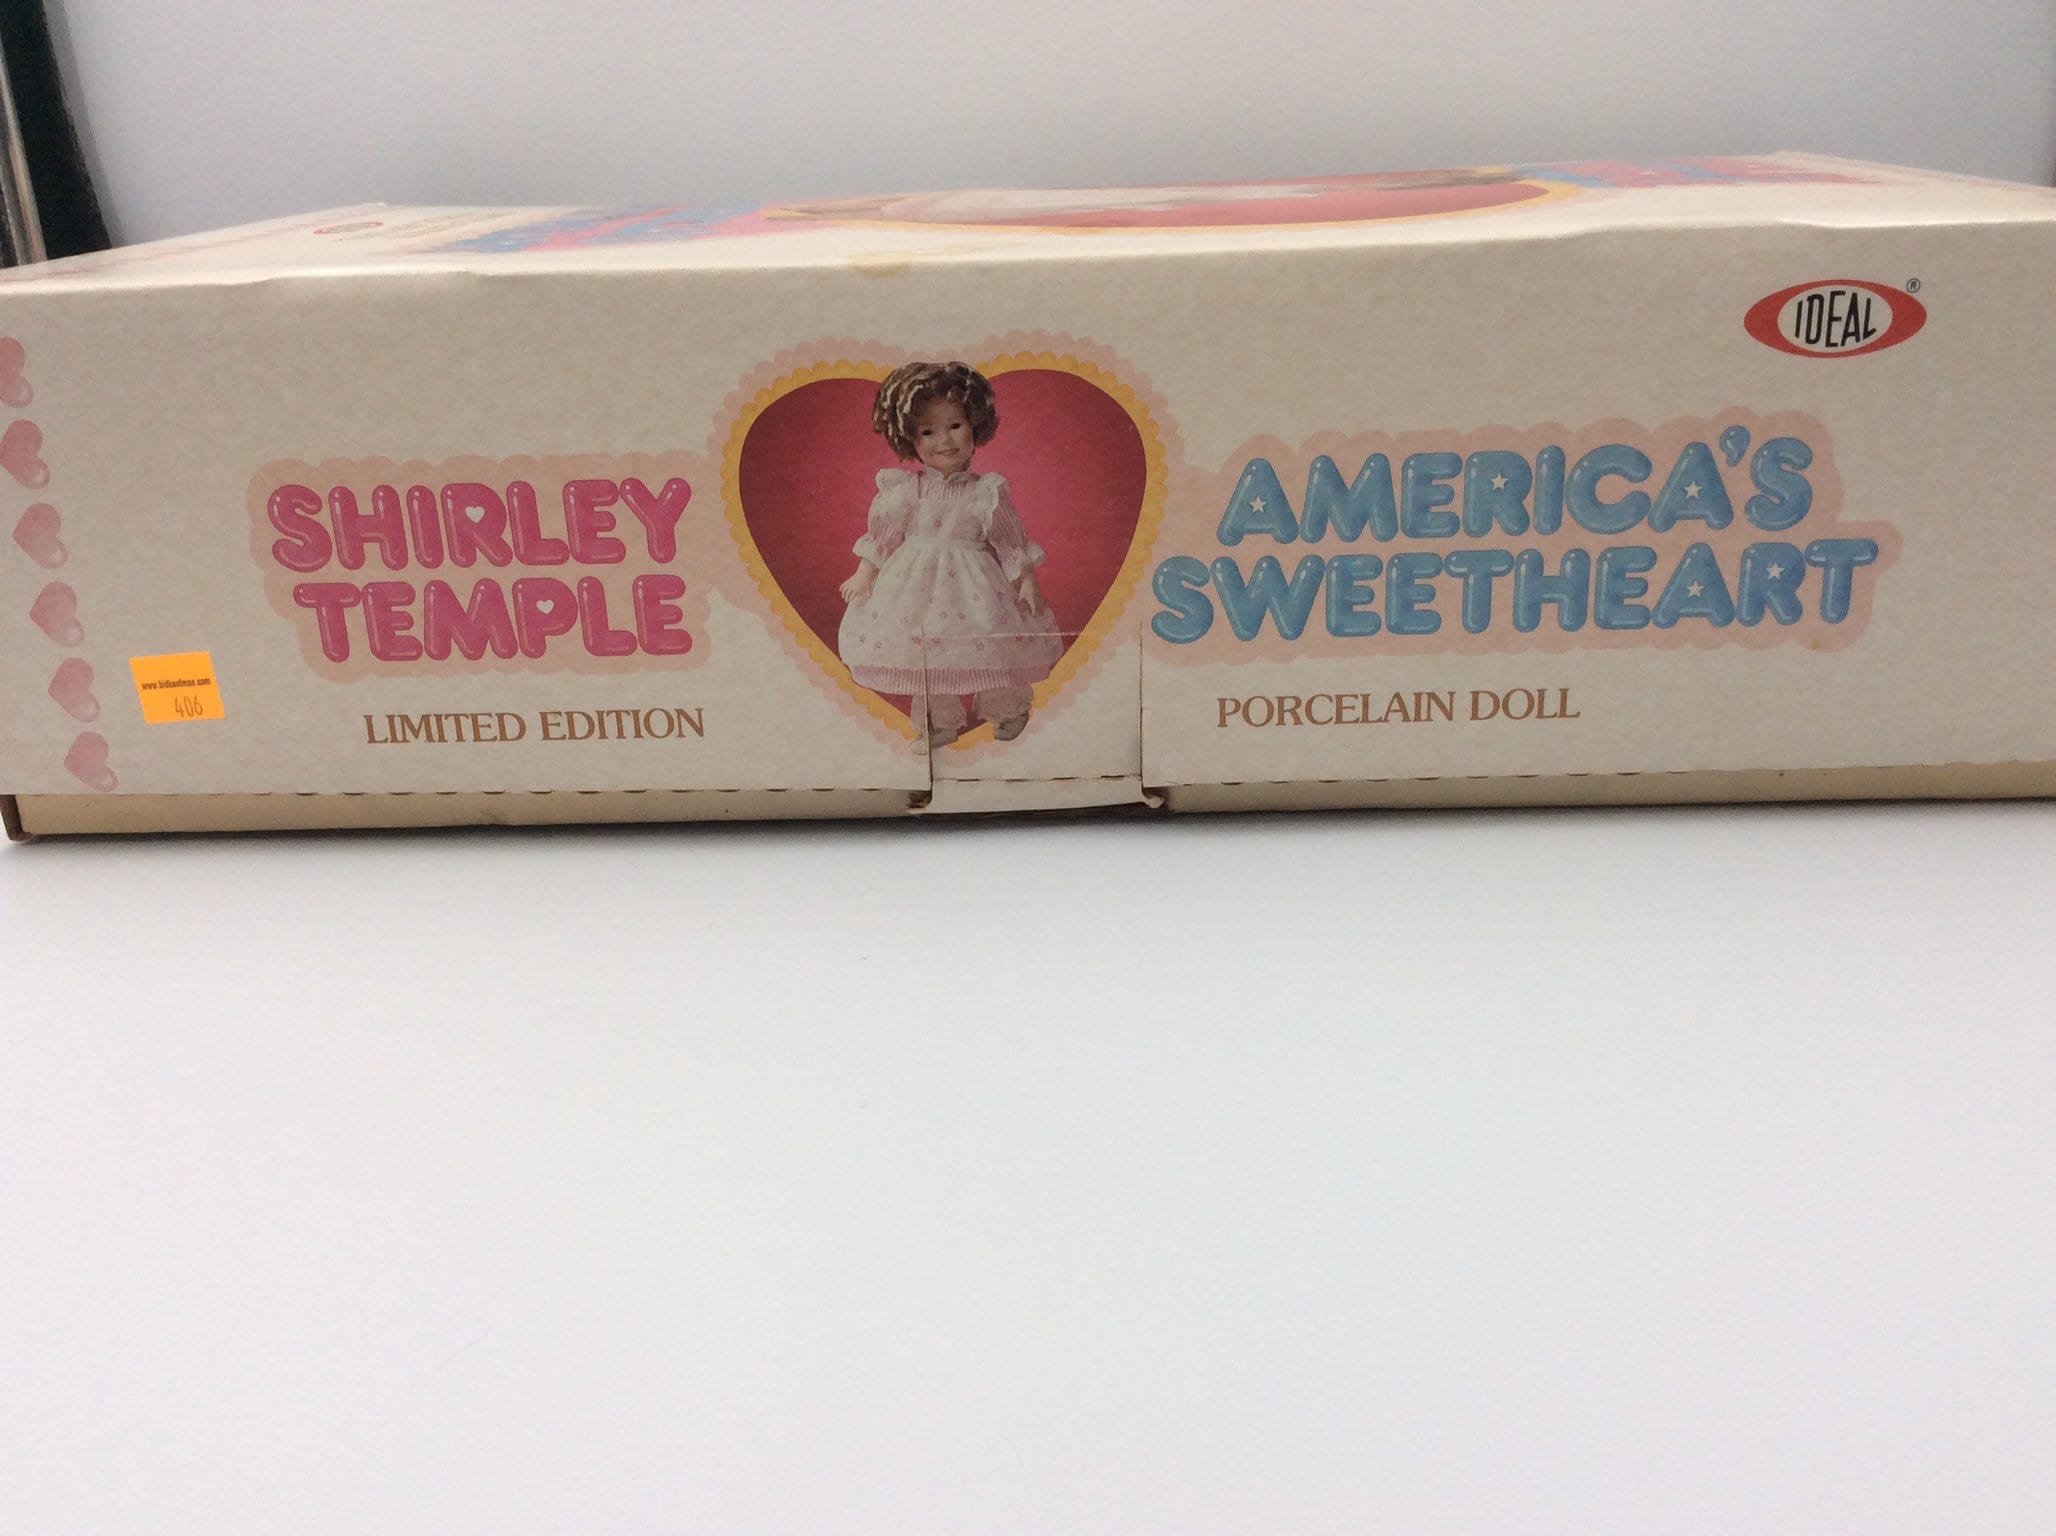 IDEAL ®
SHIRLEY
TEMPLE
AMERICA'S
SWEETHEART
LIMITED EDITION
PORCELAIN DOLL
406